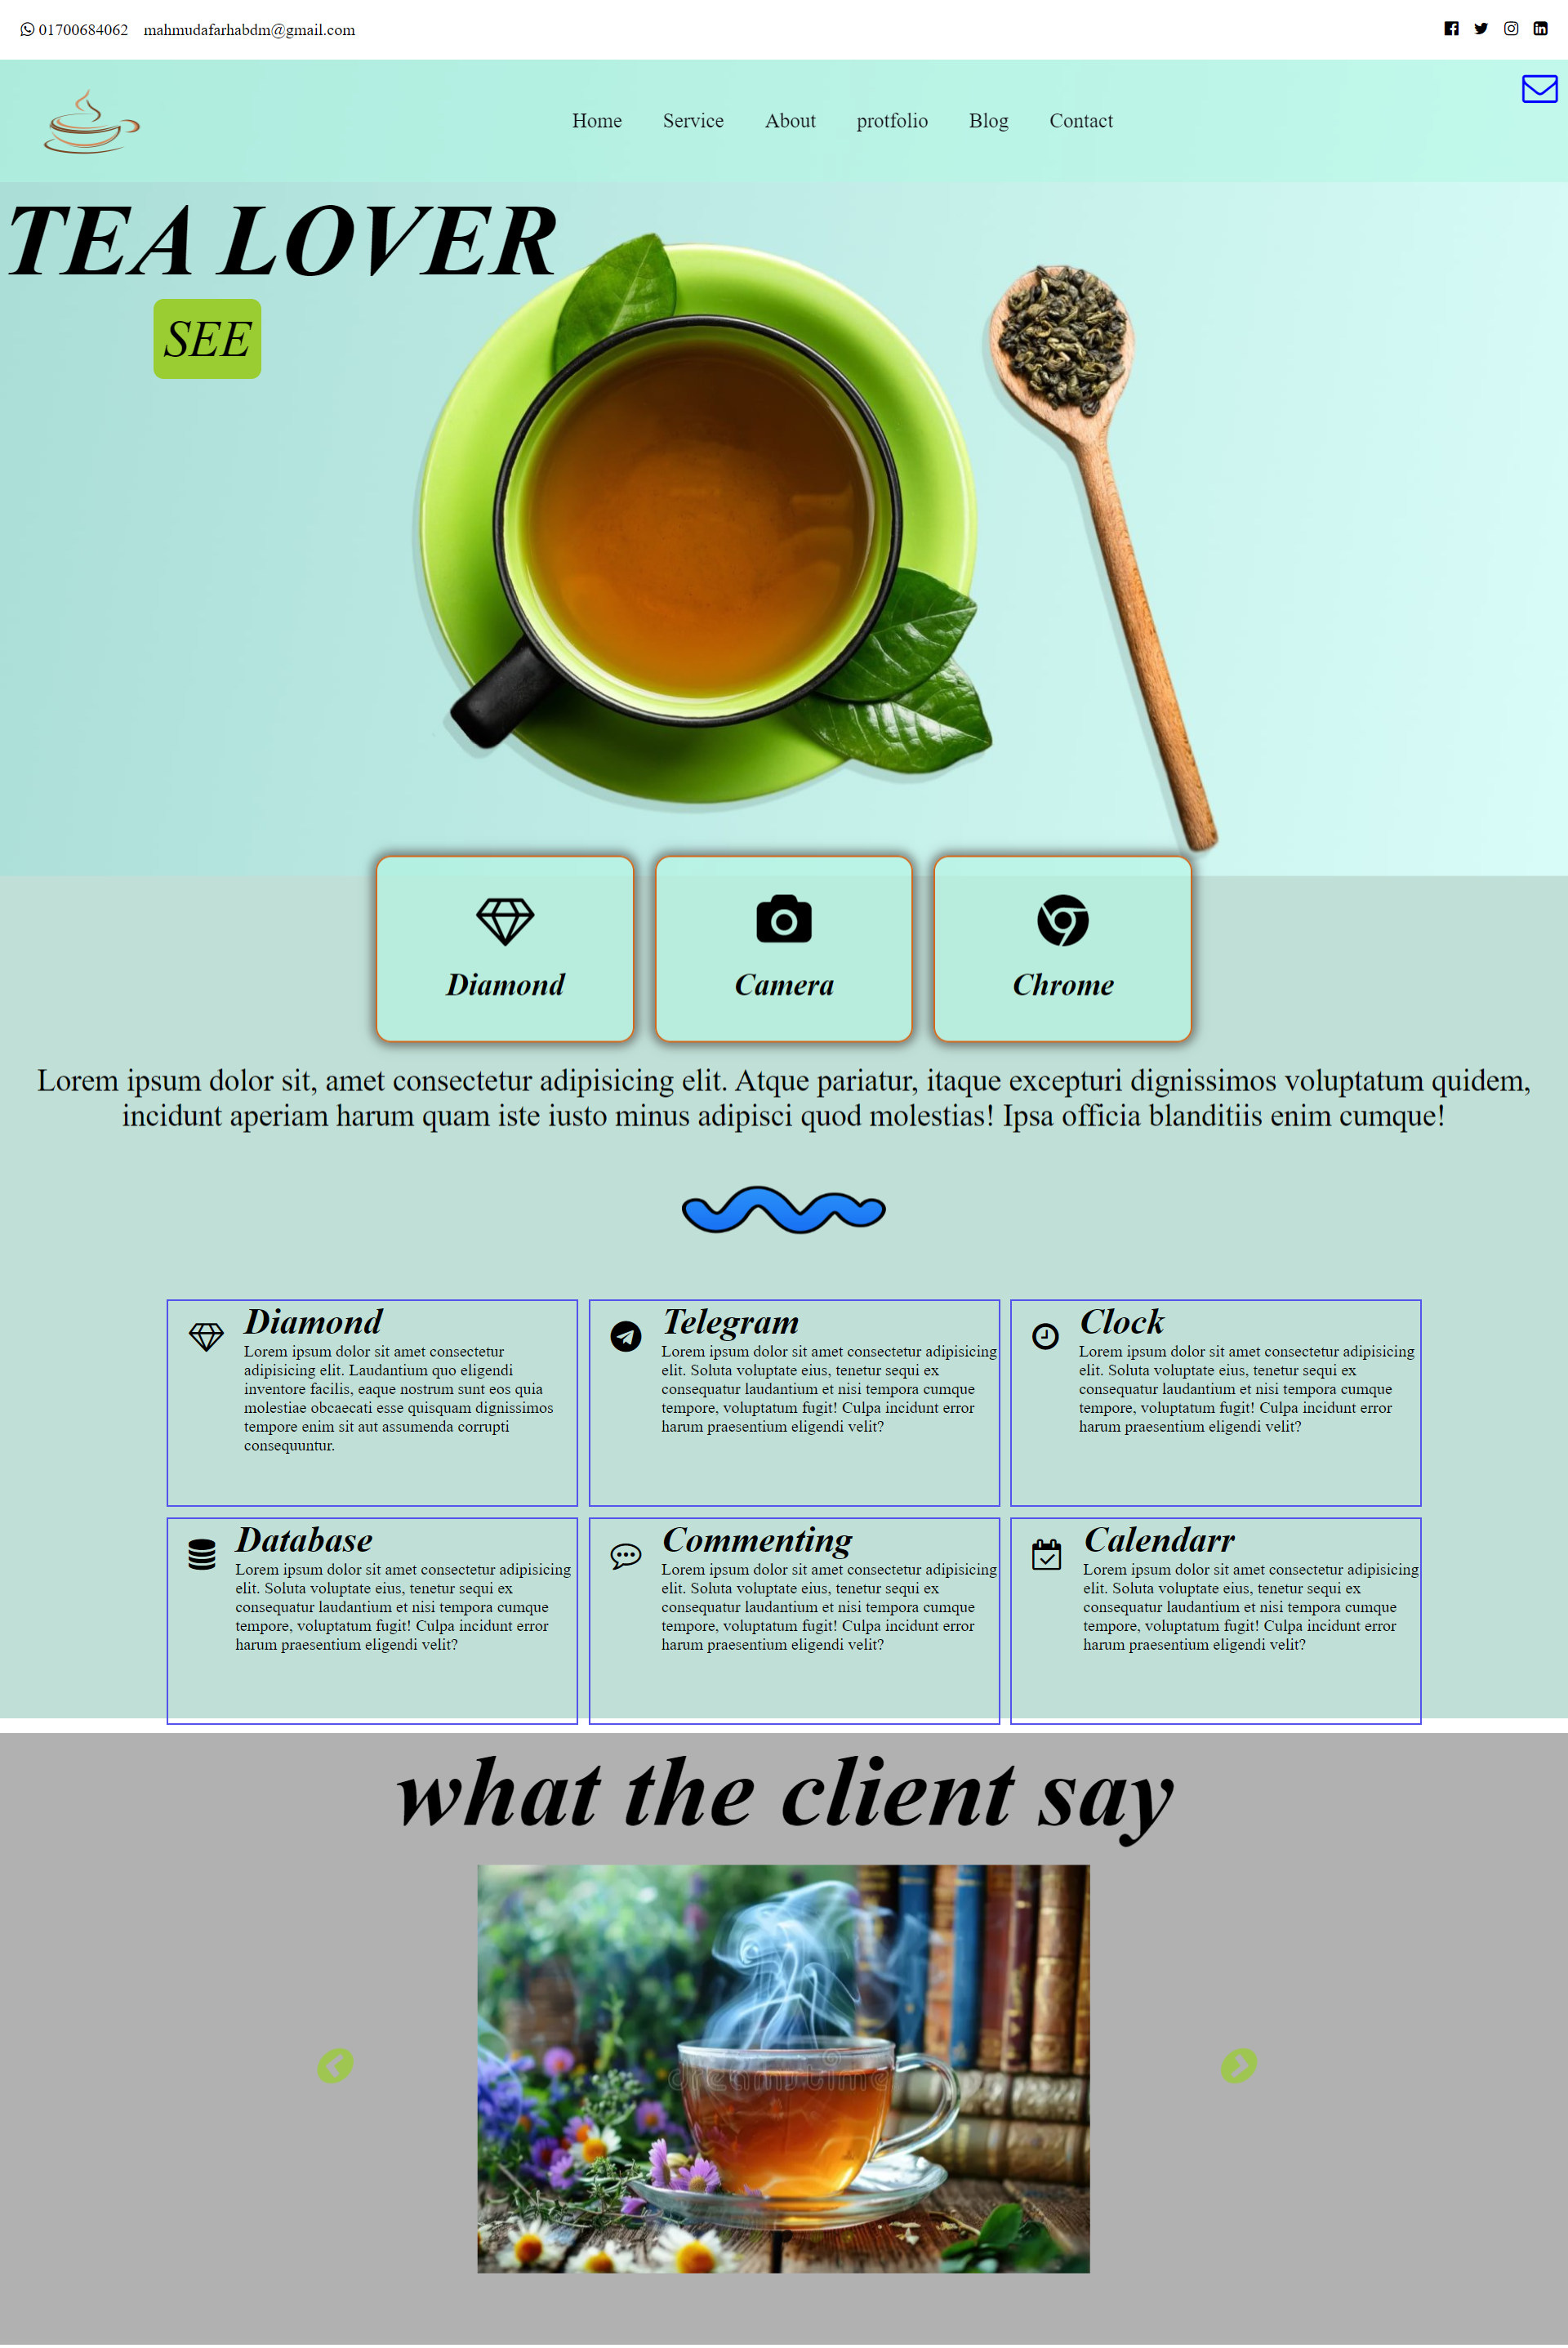 01700684062 mahmudafarhabdm@gmail.com
Home Service About protfolio Blog Contact
TEA LOVER
SEE
Diamond
Camera
Chrome
Lorem ipsum dolor sit, amet consectetur adipisicing elit. Atque pariatur, itaque excepturi dignissimos voluptatum quidem,
incidunt aperiam harum quam iste iusto minus adipisci quod molestias! Ipsa officia blanditiis enim cumque!
Diamond
Lorem ipsum dolor sit amet consectetur
adipisicing elit. Laudantium quo eligendi
inventore facilis, eaque nostrum sunt eos quia
molestiae obcaecati esse quisquam dignissimos
tempore enim sit aut assumenda corrupti
consequuntur.
Telegram
Lorem ipsum dolor sit amet consectetur adipisicing
elit. Soluta voluptate eius, tenetur sequi ex
consequatur laudantium et nisi tempora cumque
tempore, voluptatum fugit! Culpa incidunt error
harum praesentium eligendi velit?
Clock
Lorem ipsum dolor sit amet consectetur adipisicing
elit. Soluta voluptate eius, tenetur sequi ex
consequatur laudantium et nisi tempora cumque
tempore, voluptatum fugit! Culpa incidunt error
harum praesentium eligendi velit?
Database
Lorem ipsum dolor sit amet consectetur adipisicing
elit. Soluta voluptate eius, tenetur sequi ex
consequatur laudantium et nisi tempora cumque
tempore, voluptatum fugit! Culpa incidunt error
harum praesentium eligendi velit?
Commenting
Lorem ipsum dolor sit amet consectetur adipisicing
elit. Soluta voluptate eius, tenetur sequi ex
consequatur laudantium et nisi tempora cumque
tempore, voluptatum fugit! Culpa incidunt error
harum praesentium eligendi velit?
Calendarr
Lorem ipsum dolor sit amet consectetur adipisicing
elit. Soluta voluptate eius, tenetur sequi ex
consequatur laudantium et nisi tempora cumque
tempore, voluptatum fugit! Culpa incidunt error
harum praesentium eligendi velit?
what the client say
dreamstime